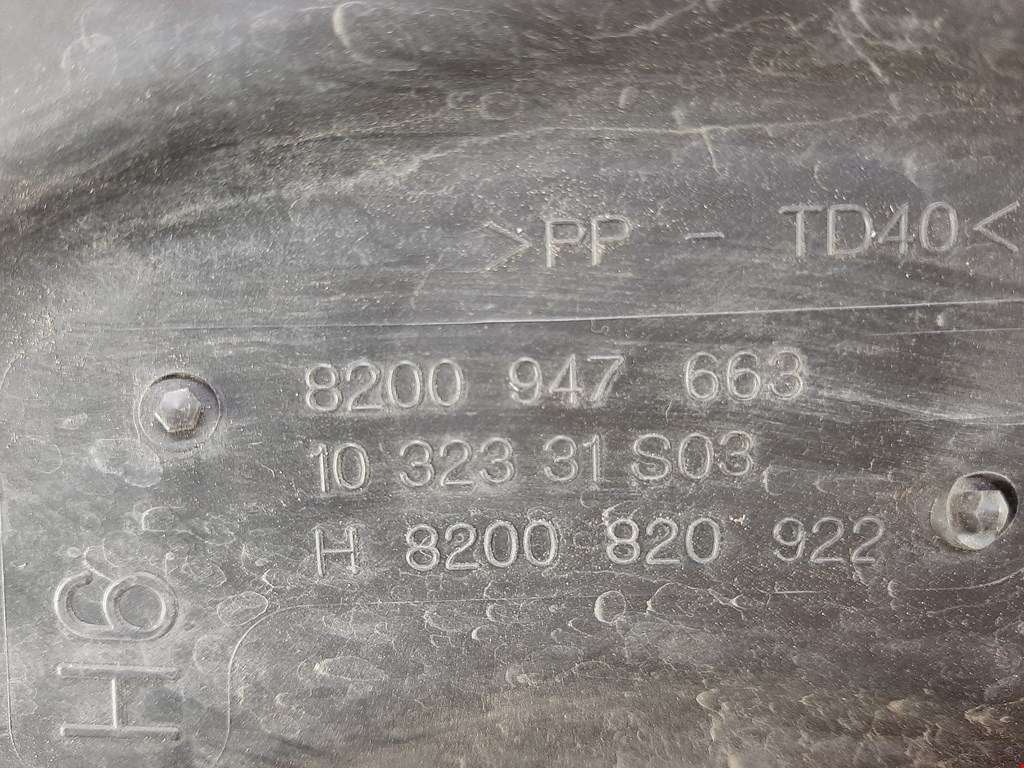 >PP - TD40<
8200 947 663
10 323 31 S03
H 8200 820 922
H6